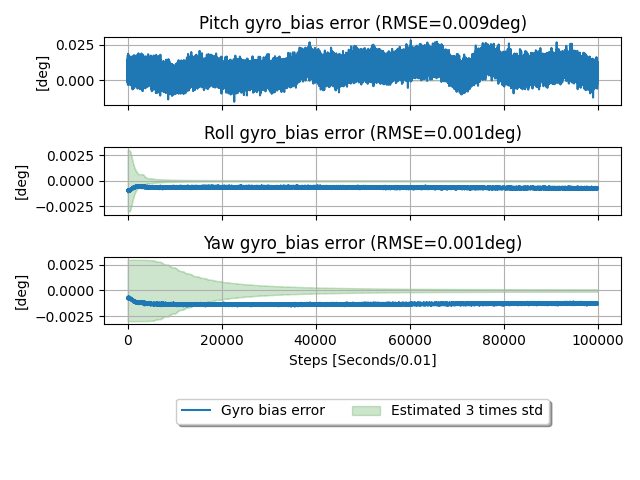 Pitch gyro_bias error (RMSE=0.009deg)
0.025
0.000
[deg]
Roll gyro_bias error (RMSE=0.001deg)
0.0025
0.0000
−0.0025
[deg]
Yaw gyro_bias error (RMSE=0.001deg)
0.0025
0.0000
−0.0025
[deg]
0 20000 40000 60000 80000 100000
Steps [Seconds/0.01]
Gyro bias error Estimated 3 times std